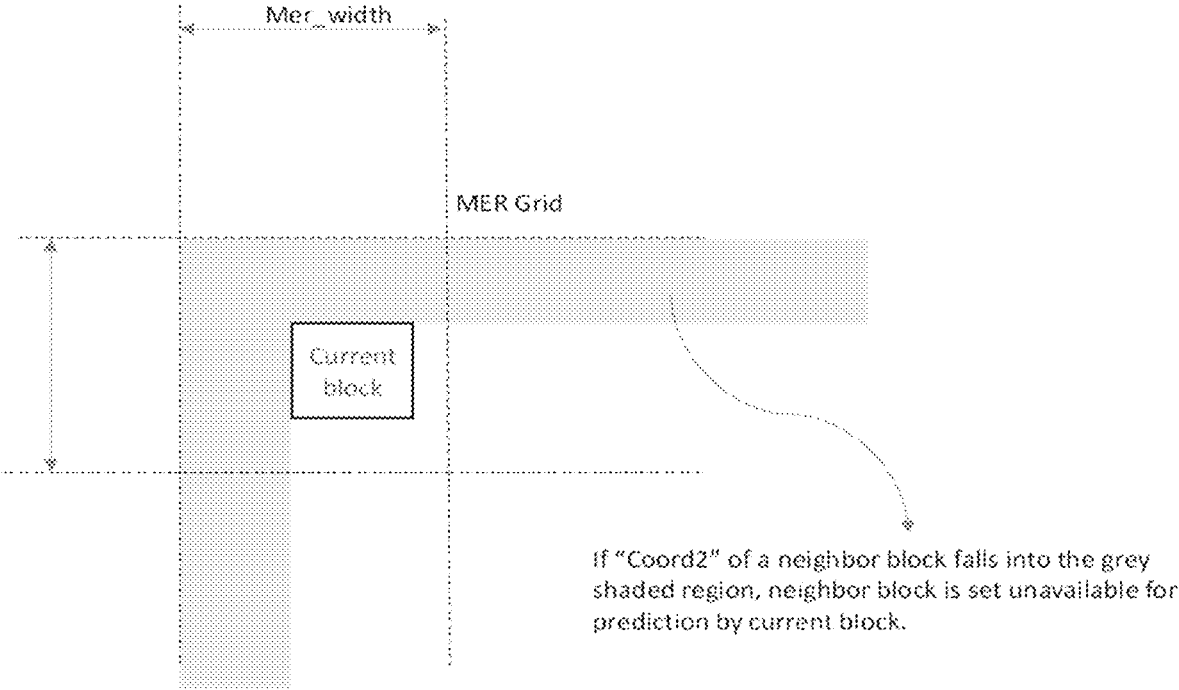 Mer_width
MER Grid
Current
block
If “Coord2” of a neighbor block falls into the grey
shaded region, neighbor block is set unavailable for
prediction by current block.